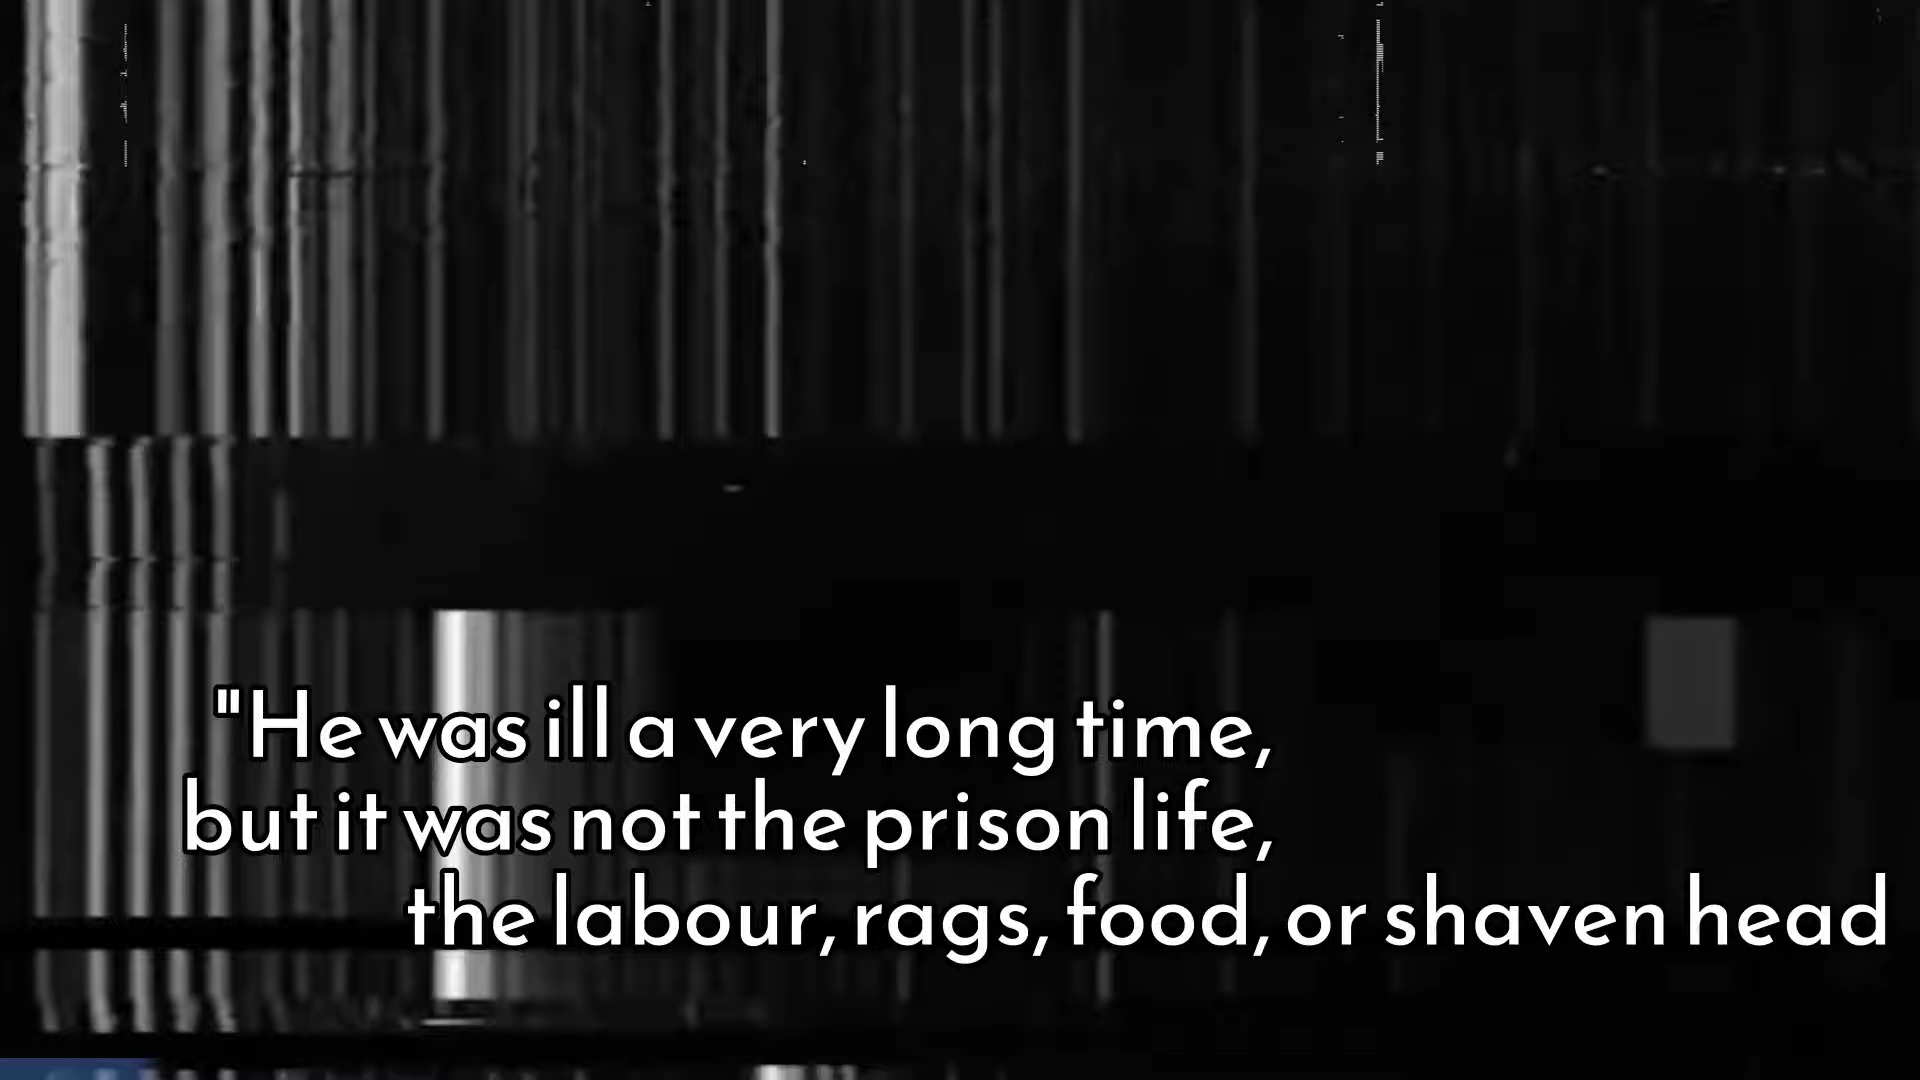 "He was ill a very long time,
but it was not the prison life,
the labour, rags, food, or shaven head